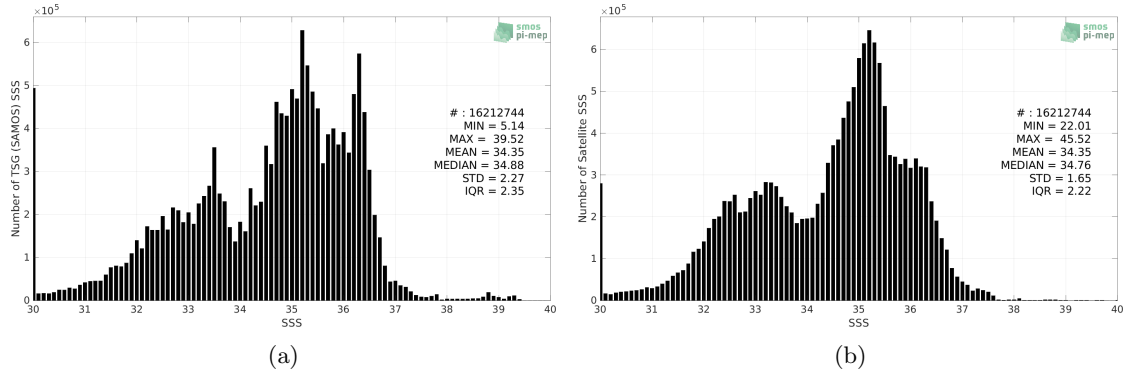 ×10⁵
6
5
4
3
2
1
0
Number of TSG (SAMOS) SSS
30 31 32 33 34 35 36 37 38 39 40
SSS
smos
pi-mep
# : 16212744
MIN = 5.14
MAX = 39.52
MEAN = 34.35
MEDIAN = 34.88
STD = 2.27
IQR = 2.35
(a)
×10⁵
6
5
4
3
2
1
0
Number of Satellite SSS
30 31 32 33 34 35 36 37 38 39 40
SSS
smos
pi-mep
# : 16212744
MIN = 22.01
MAX = 45.52
MEAN = 34.35
MEDIAN = 34.76
STD = 1.65
IQR = 2.22
(b)